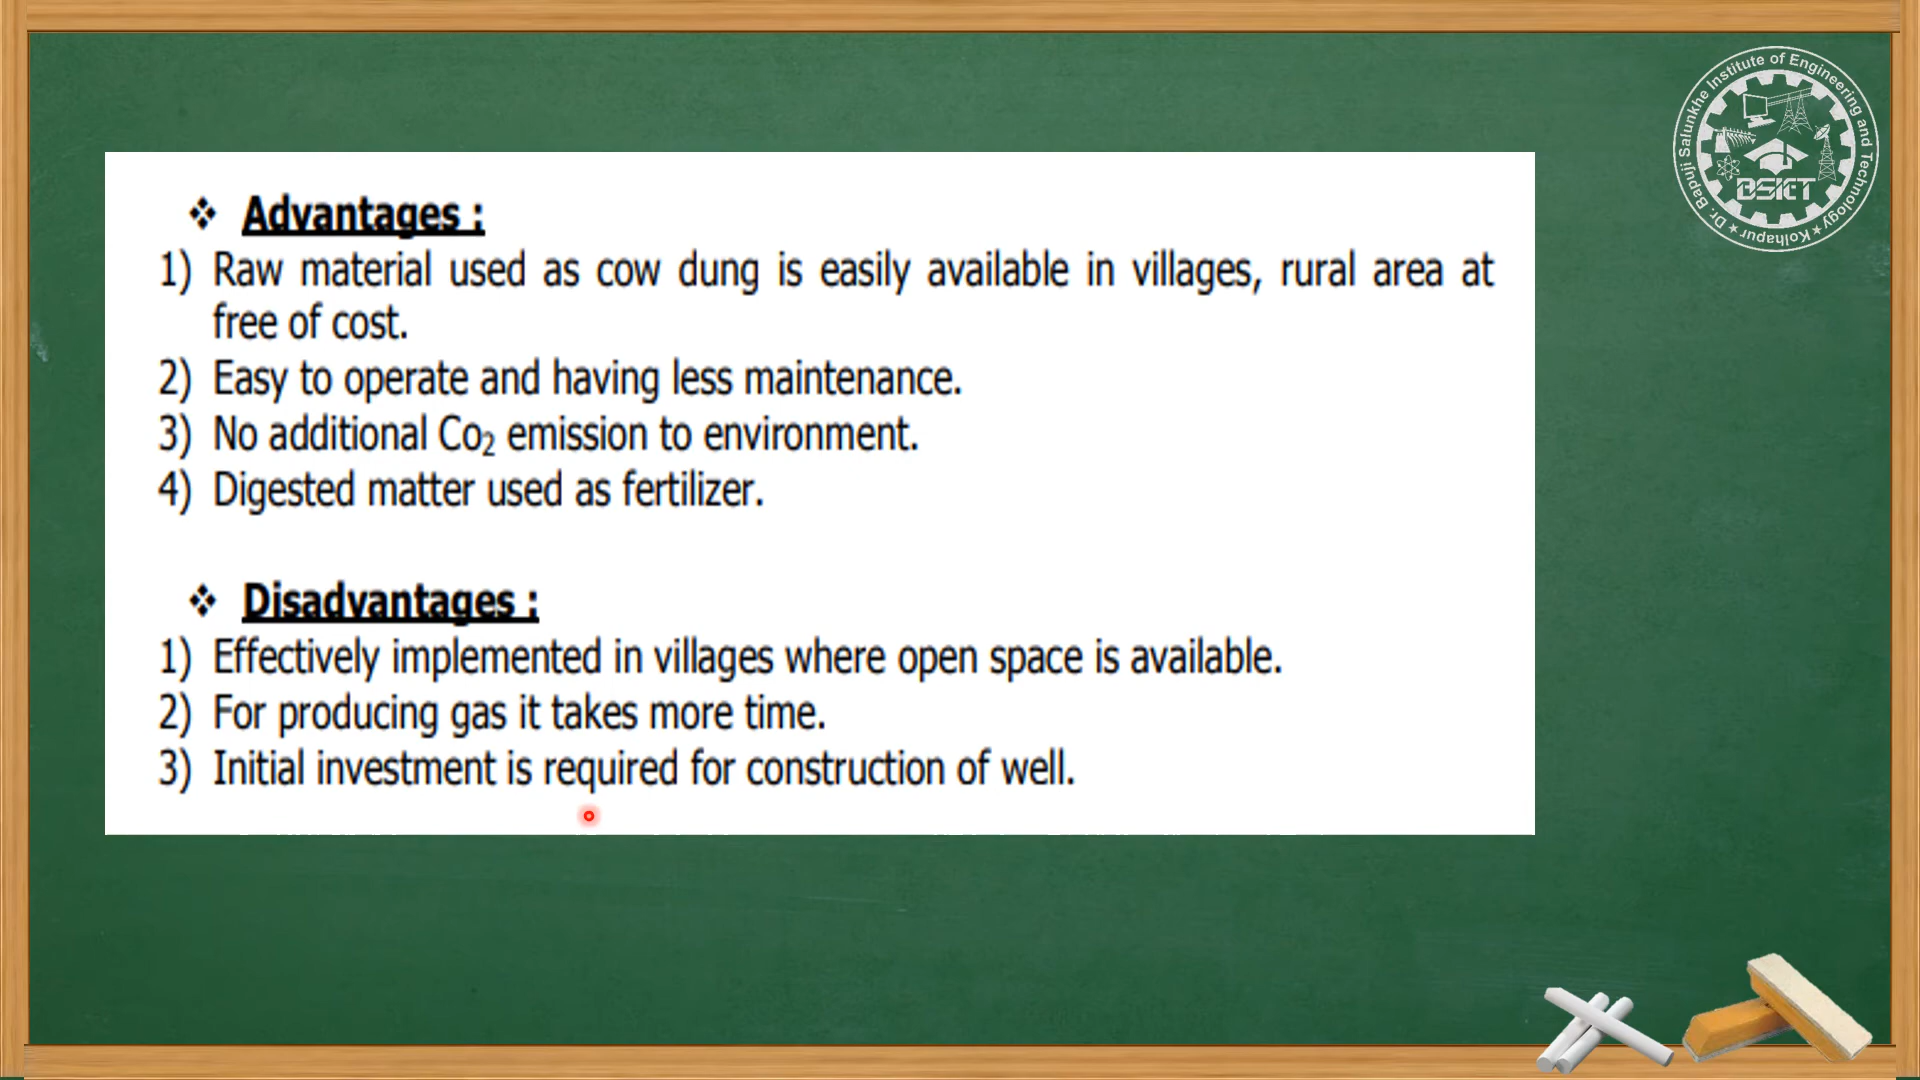 Dr. Bapuji Salunkhe Institute of Engineering and Technology
★ Kolhapur ★
BSIET
❖ Advantages :
1) Raw material used as cow dung is easily available in villages, rural area at
free of cost.
2) Easy to operate and having less maintenance.
3) No additional Co₂ emission to environment.
4) Digested matter used as fertilizer.
❖ Disadvantages :
1) Effectively implemented in villages where open space is available.
2) For producing gas it takes more time.
3) Initial investment is required for construction of well.